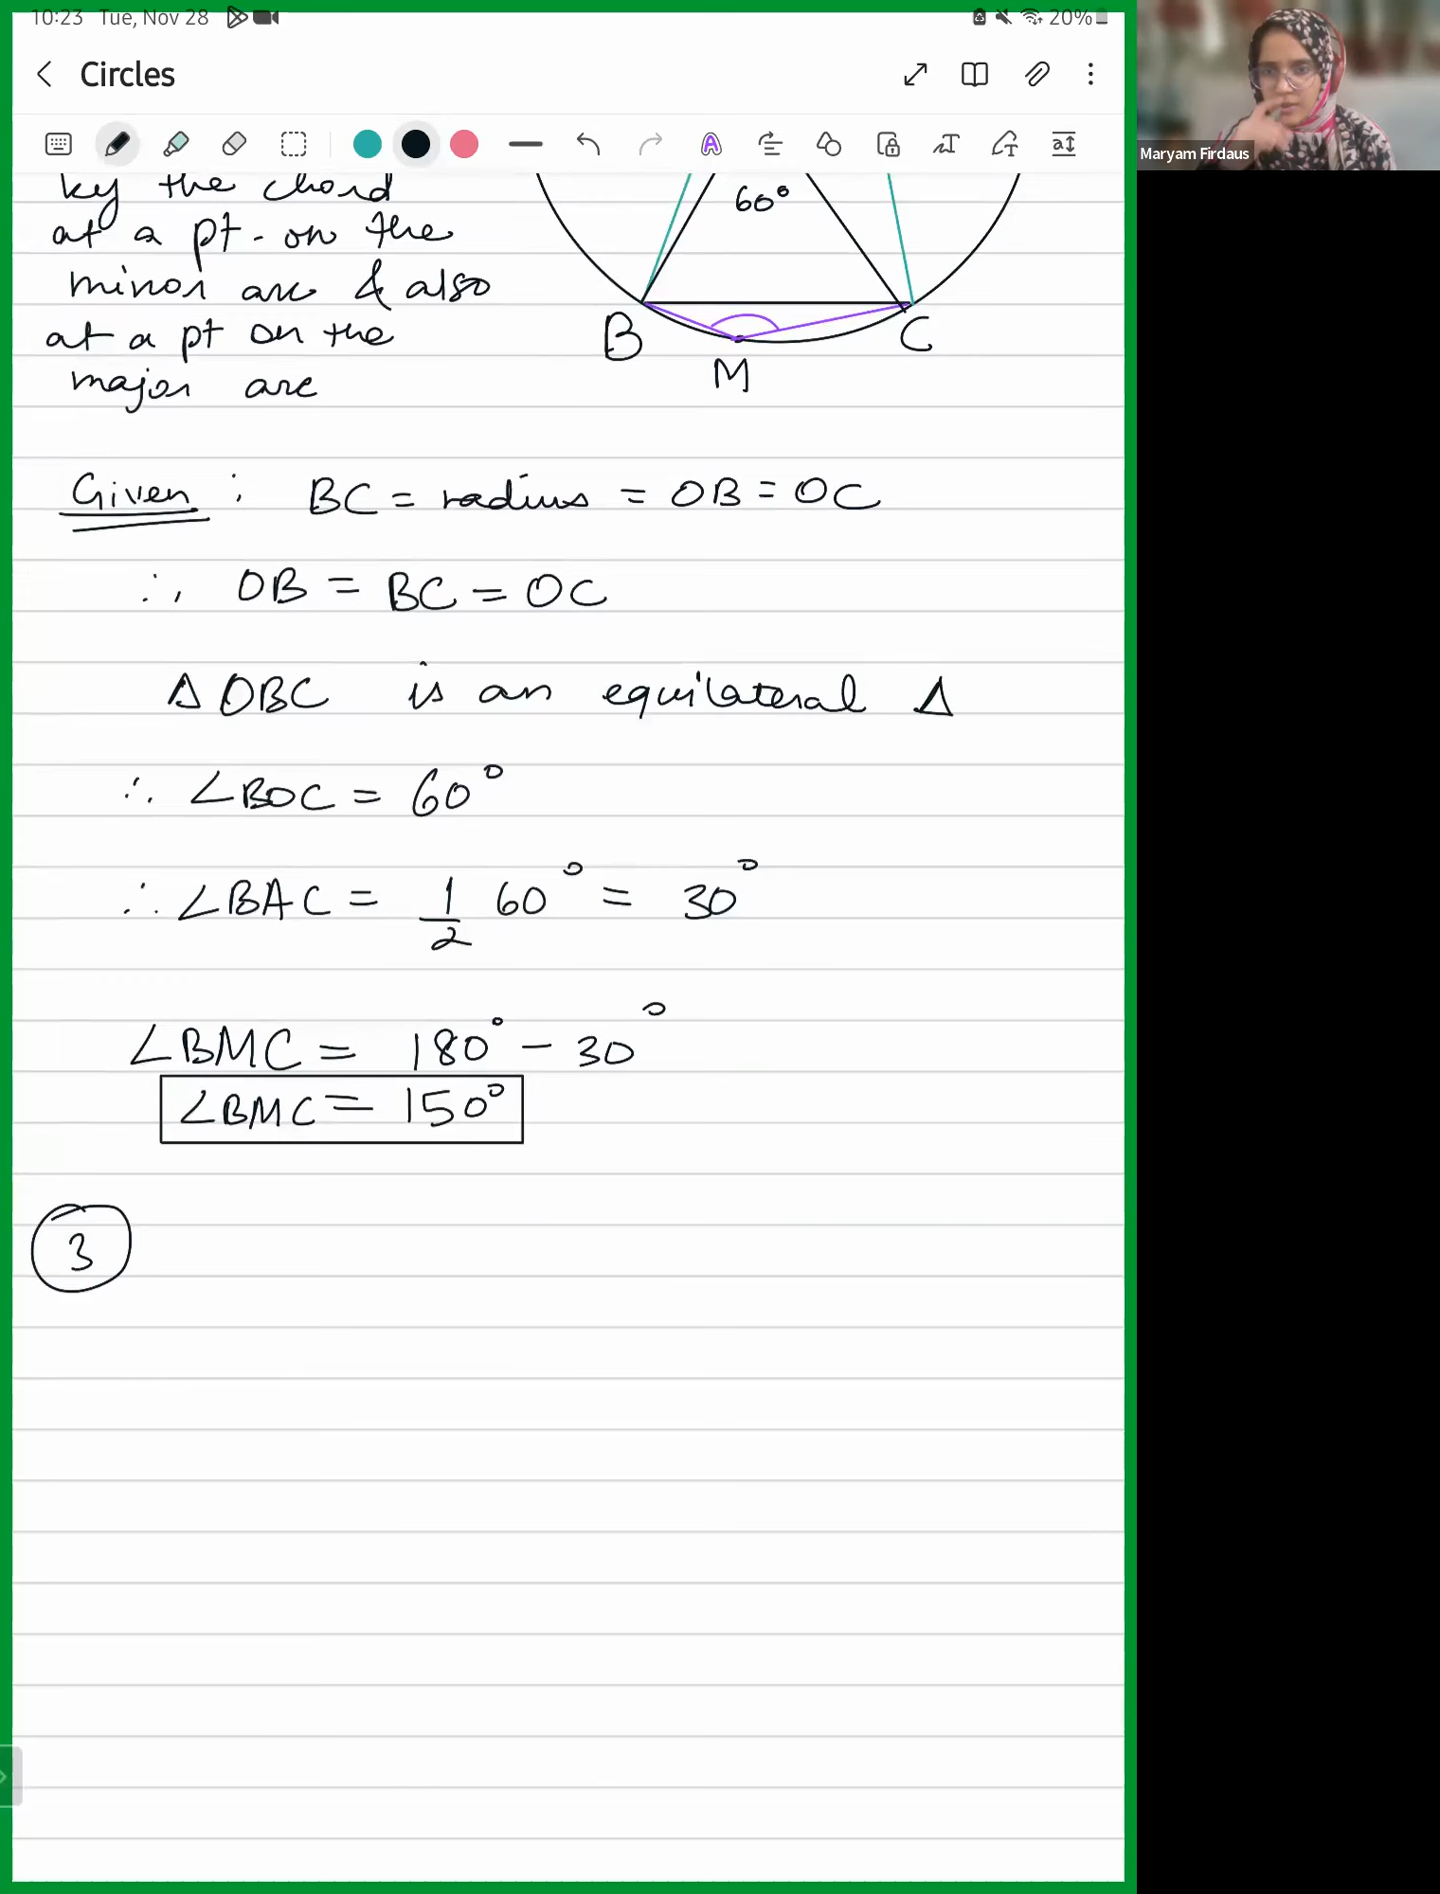 10:23 Tue, Nov 28
20%
Circles
Maryam Firdaus
by the chord
at a pt. on the
minor arc & also
at a pt on the
major arc
60°
B
M
C
Given : BC = radius = OB = OC
∴ OB = BC = OC
Δ OBC is an equilateral Δ
∴ ∠BOC = 60°
∴ ∠BAC = 1/2 60° = 30°
∠BMC = 180° - 30°
∠BMC = 150°
3